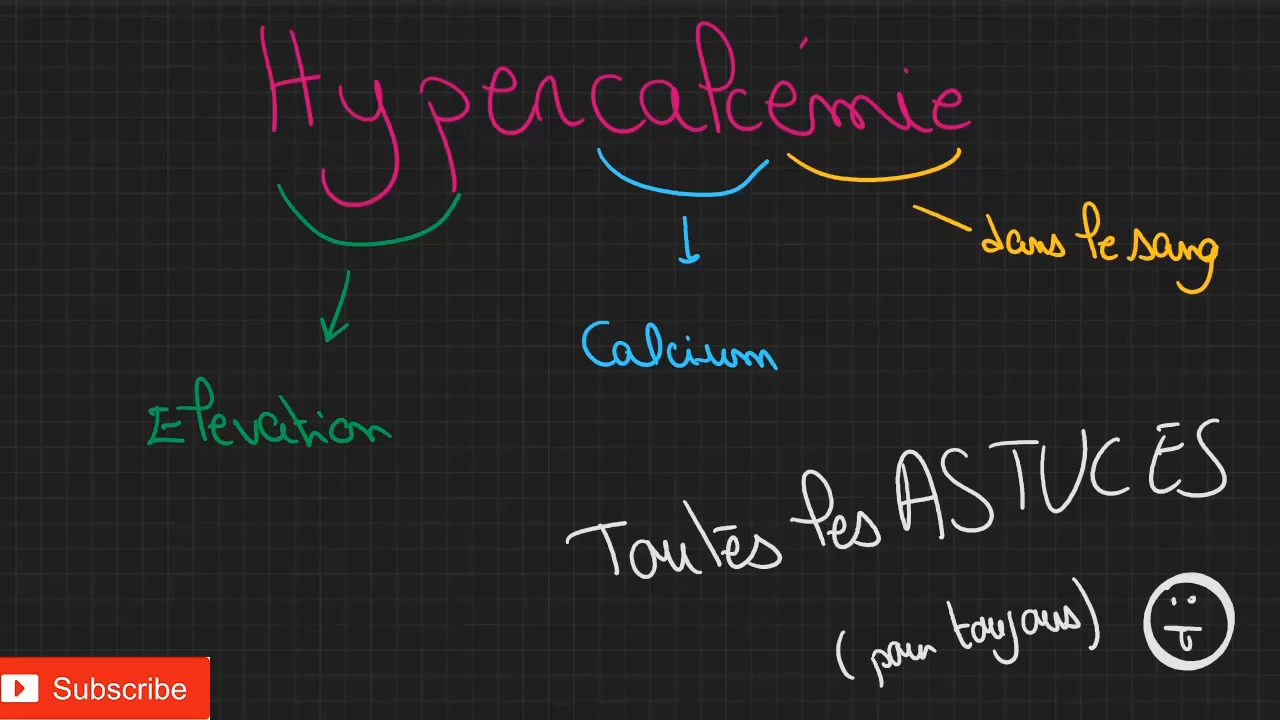 Hypercalcémie
dans le sang
Calcium
Elevation
Toutes les ASTUCES
(pour toujours)
Subscribe